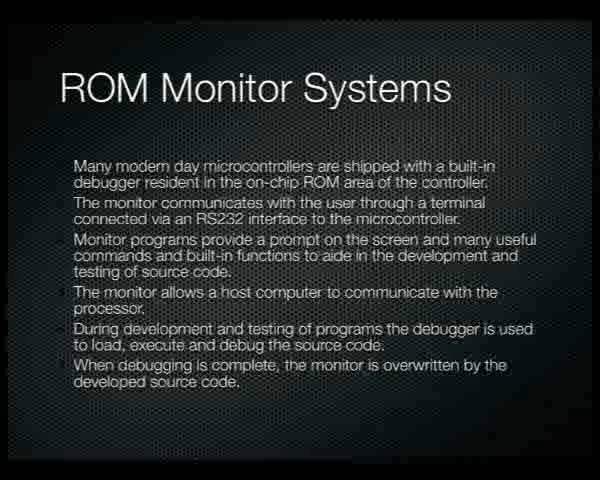 ROM Monitor Systems
Many modern day microcontrollers are shipped with a built-in
debugger resident in the on-chip ROM area of the controller.
The monitor communicates with the user through a terminal
connected via an RS232 interface to the microcontroller.
Monitor programs provide a prompt on the screen and many useful
commands and built-in functions to aide in the development and
testing of source code.
The monitor allows a host computer to communicate with the
processor.
During development and testing of programs the debugger is used
to load, execute and debug the source code.
When debugging is complete, the monitor is overwritten by the
developed source code.